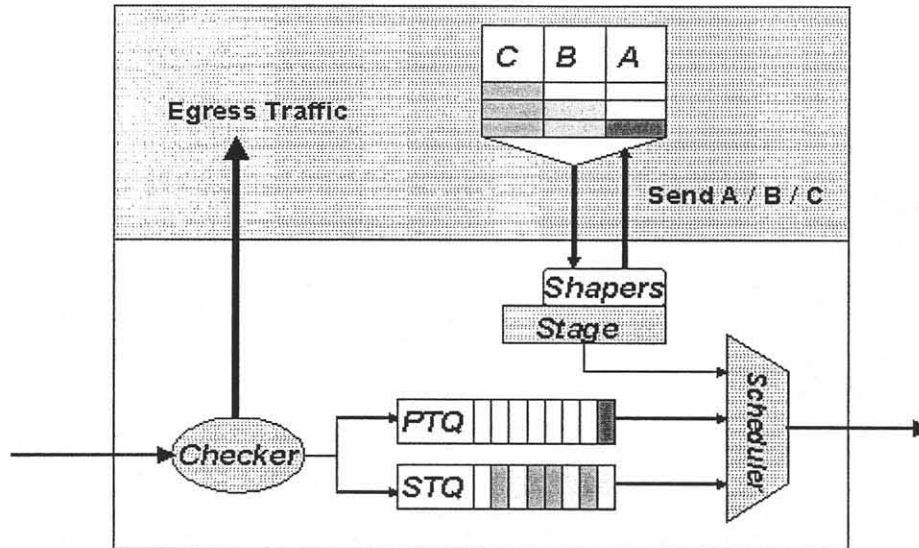 C B A
Egress Traffic
Send A / B / C
Shapers
Stage
Scheduler
PTQ
Checker
STQ